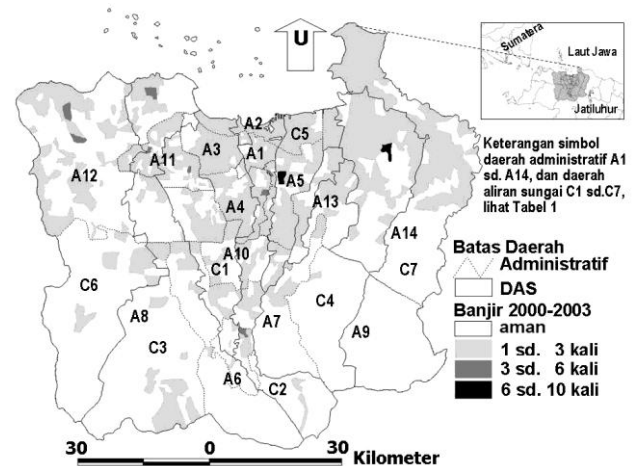 U
Sumatera
Laut Jawa
Jatiluhur
Keterangan simbol
daerah administratif A1
sd. A14, dan daerah
aliran sungai C1 sd.C7,
lihat Tabel 1
A2
C5
A3
A1
A11
A12
A5
A13
A4
A14
A10
C1
C7
C6
C4
A8
A7
A9
C3
A6
C2
Batas Daerah
Administratif
DAS
Banjir 2000-2003
aman
1 sd. 3 kali
3 sd. 6 kali
6 sd. 10 kali
30 0 30 Kilometer